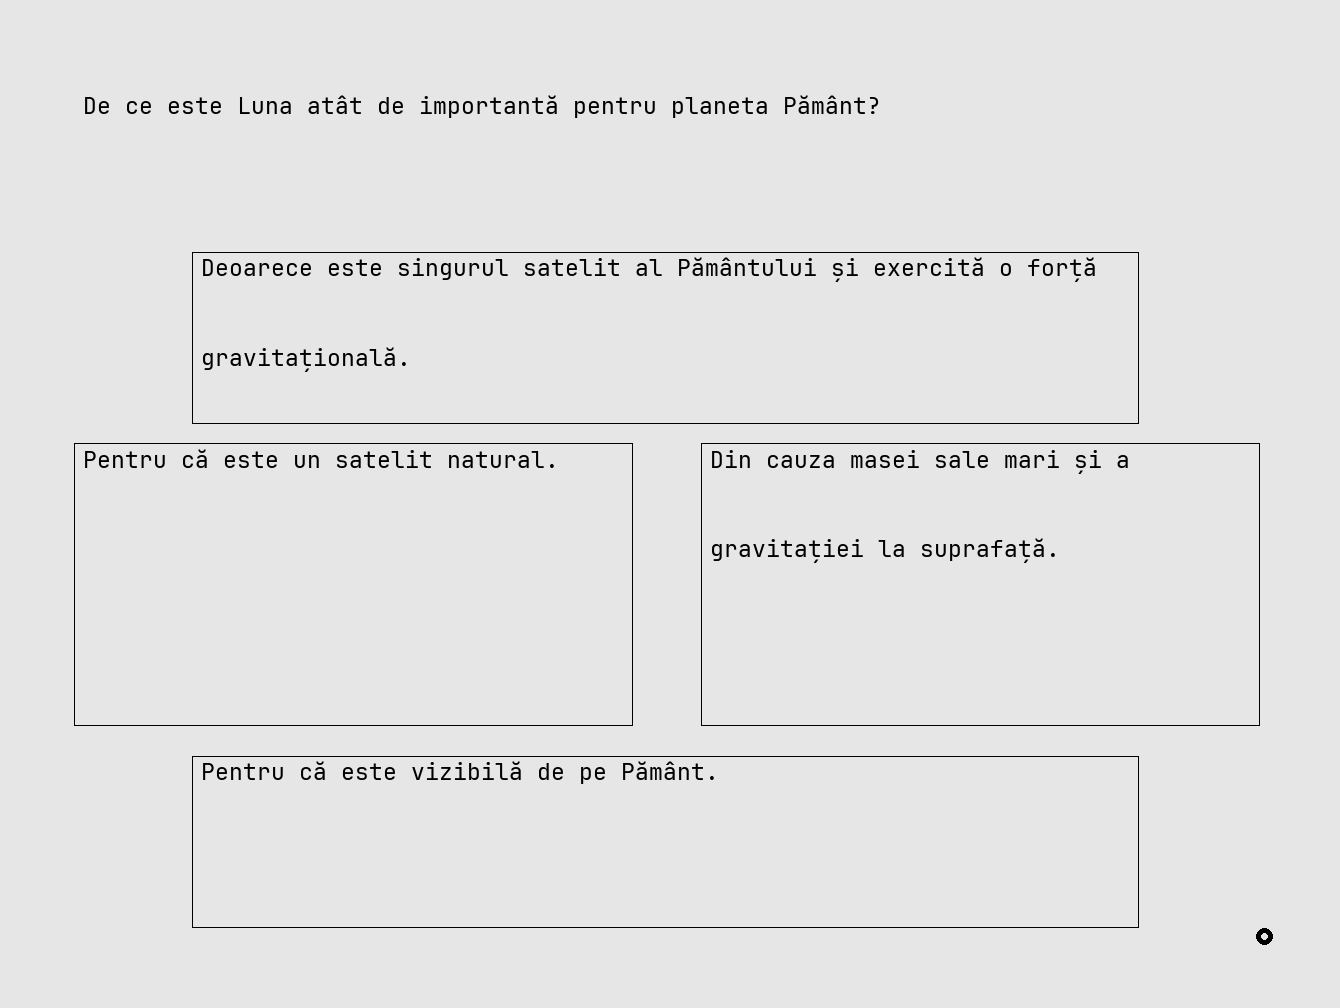 De ce este Luna atât de importantă pentru planeta Pământ?
Deoarece este singurul satelit al Pământului și exercită o forță
gravitațională.
Pentru că este un satelit natural.
Din cauza masei sale mari și a
gravitației la suprafață.
Pentru că este vizibilă de pe Pământ.